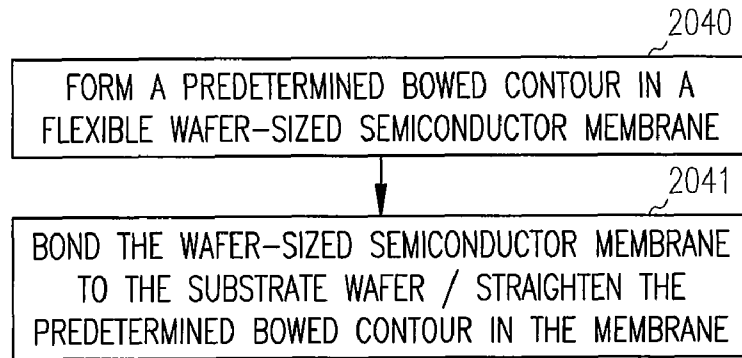 2040
FORM A PREDETERMINED BOWED CONTOUR IN A
FLEXIBLE WAFER-SIZED SEMICONDUCTOR MEMBRANE
2041
BOND THE WAFER-SIZED SEMICONDUCTOR MEMBRANE
TO THE SUBSTRATE WAFER / STRAIGHTEN THE
PREDETERMINED BOWED CONTOUR IN THE MEMBRANE